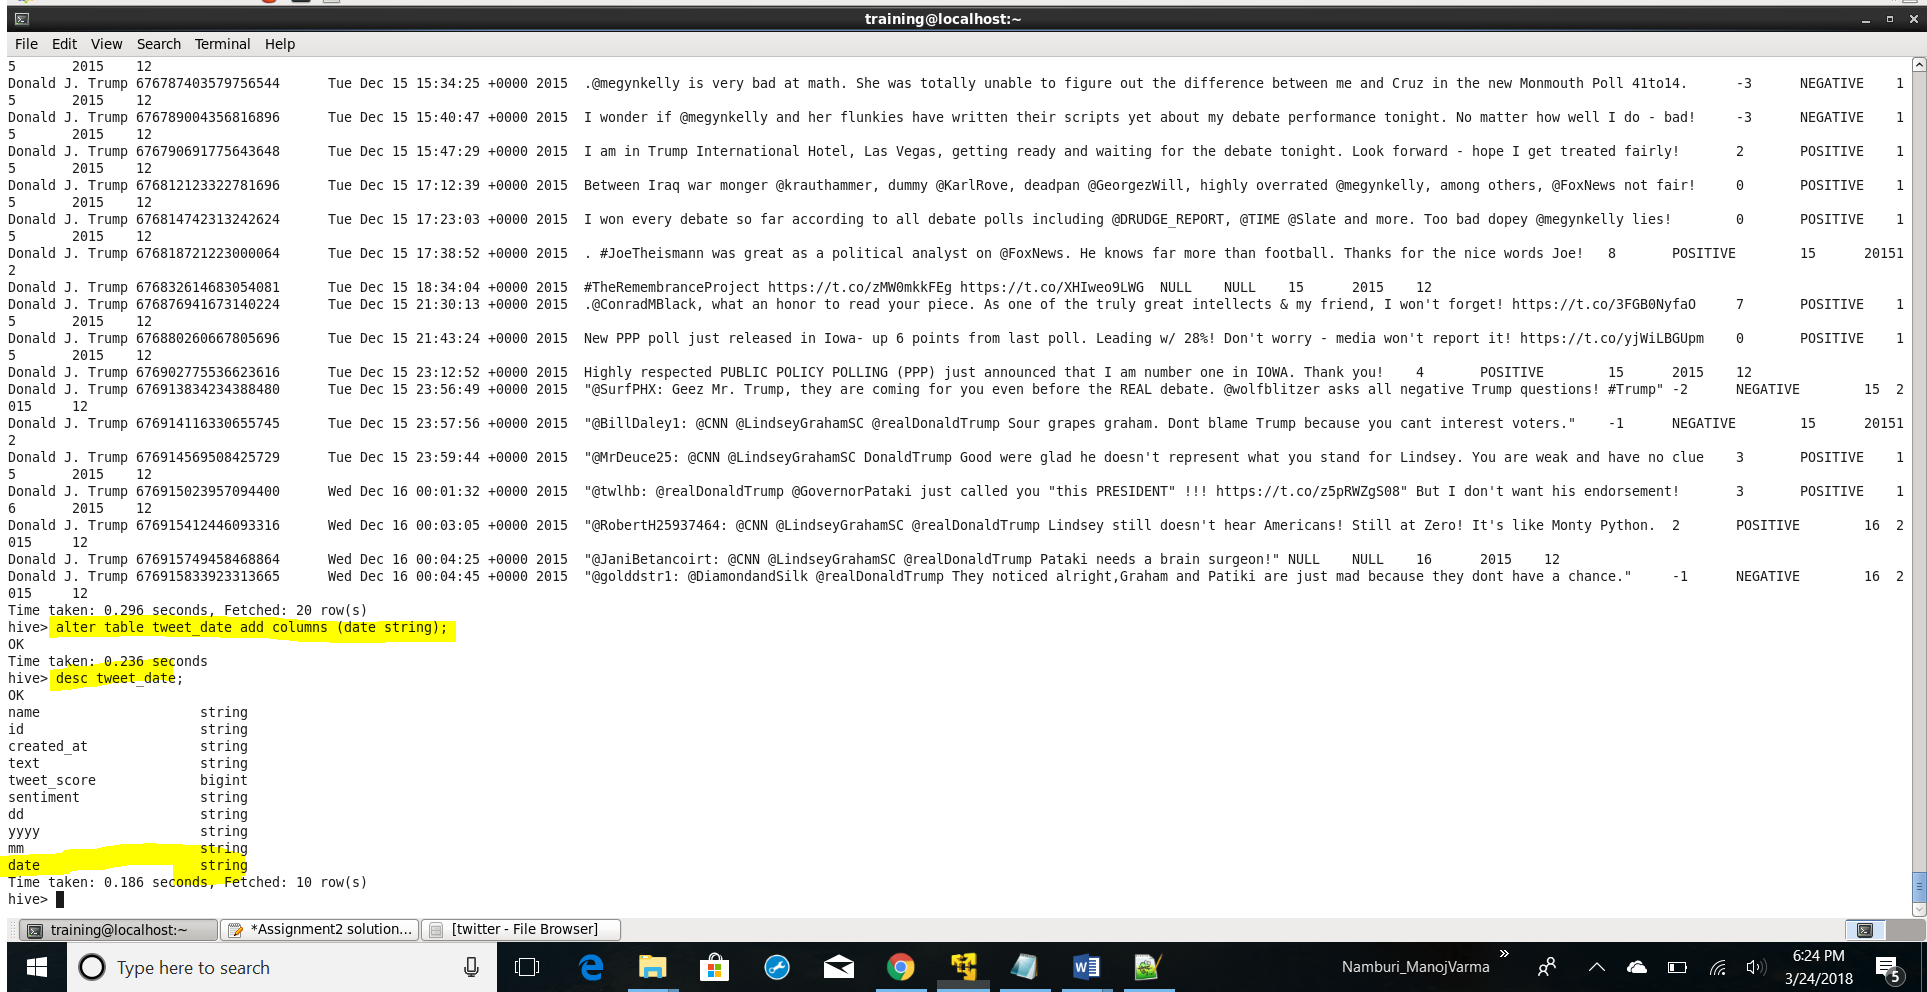 training@localhost:~
File Edit View Search Terminal Help
5 2015 12
Donald J. Trump 676787403579756544 Tue Dec 15 15:34:25 +0000 2015 .@megynkelly is very bad at math. She was totally unable to figure out the difference between me and Cruz in the new Monmouth Poll 41to14. -3 NEGATIVE 1
5 2015 12
Donald J. Trump 676789004356816896 Tue Dec 15 15:40:47 +0000 2015 I wonder if @megynkelly and her flunkies have written their scripts yet about my debate performance tonight. No matter how well I do - bad! -3 NEGATIVE 1
5 2015 12
Donald J. Trump 676790691775643648 Tue Dec 15 15:47:29 +0000 2015 I am in Trump International Hotel, Las Vegas, getting ready and waiting for the debate tonight. Look forward - hope I get treated fairly! 2 POSITIVE 1
5 2015 12
Donald J. Trump 676812123322781696 Tue Dec 15 17:12:39 +0000 2015 Between Iraq war monger @krauthammer, dummy @KarlRove, deadpan @GeorgezWill, highly overrated @megynkelly, among others, @FoxNews not fair! 0 POSITIVE 1
5 2015 12
Donald J. Trump 676814742313242624 Tue Dec 15 17:23:03 +0000 2015 I won every debate so far according to all debate polls including @DRUDGE_REPORT, @TIME @Slate and more. Too bad dopey @megynkelly lies! 0 POSITIVE 1
5 2015 12
Donald J. Trump 676818721223000064 Tue Dec 15 17:38:52 +0000 2015 . #JoeTheismann was great as a political analyst on @FoxNews. He knows far more than football. Thanks for the nice words Joe! 8 POSITIVE 15 20151
2
Donald J. Trump 676832614683054081 Tue Dec 15 18:34:04 +0000 2015 #TheRemembranceProject https://t.co/zMW0mkkFEg https://t.co/XHIweo9LWG NULL NULL 15 2015 12
Donald J. Trump 676876941673140224 Tue Dec 15 21:30:13 +0000 2015 .@ConradMBlack, what an honor to read your piece. As one of the truly great intellects & my friend, I won't forget! https://t.co/3FGB0NyfaO 7 POSITIVE 1
5 2015 12
Donald J. Trump 676880260667805696 Tue Dec 15 21:43:24 +0000 2015 New PPP poll just released in Iowa- up 6 points from last poll. Leading w/ 28%! Don't worry - media won't report it! https://t.co/yjWiLBGUpm 0 POSITIVE 1
5 2015 12
Donald J. Trump 676902775536623616 Tue Dec 15 23:12:52 +0000 2015 Highly respected PUBLIC POLICY POLLING (PPP) just announced that I am number one in IOWA. Thank you! 4 POSITIVE 15 2015 12
Donald J. Trump 676913834234388480 Tue Dec 15 23:56:49 +0000 2015 "@SurfPHX: Geez Mr. Trump, they are coming for you even before the REAL debate. @wolfblitzer asks all negative Trump questions! #Trump" -2 NEGATIVE 15 2
015 12
Donald J. Trump 676914116330655745 Tue Dec 15 23:57:56 +0000 2015 "@BillDaley1: @CNN @LindseyGrahamSC @realDonaldTrump Sour grapes graham. Dont blame Trump because you cant interest voters." -1 NEGATIVE 15 20151
2
Donald J. Trump 676914569508425729 Tue Dec 15 23:59:44 +0000 2015 "@MrDeuce25: @CNN @LindseyGrahamSC DonaldTrump Good were glad he doesn't represent what you stand for Lindsey. You are weak and have no clue 3 POSITIVE 1
5 2015 12
Donald J. Trump 676915023957094400 Wed Dec 16 00:01:32 +0000 2015 "@twlhb: @realDonaldTrump @GovernorPataki just called you "this PRESIDENT" !!! https://t.co/z5pRWZgS08" But I don't want his endorsement! 3 POSITIVE 1
6 2015 12
Donald J. Trump 676915412446093316 Wed Dec 16 00:03:05 +0000 2015 "@RobertH25937464: @CNN @LindseyGrahamSC @realDonaldTrump Lindsey still doesn't hear Americans! Still at Zero! It's like Monty Python. 2 POSITIVE 16 2
015 12
Donald J. Trump 676915749458468864 Wed Dec 16 00:04:25 +0000 2015 "@JaniBetancoirt: @CNN @LindseyGrahamSC @realDonaldTrump Pataki needs a brain surgeon!" NULL NULL 16 2015 12
Donald J. Trump 676915833923313665 Wed Dec 16 00:04:45 +0000 2015 "@golddstr1: @DiamondandSilk @realDonaldTrump They noticed alright,Graham and Patiki are just mad because they dont have a chance." -1 NEGATIVE 16 2
015 12
Time taken: 0.296 seconds, Fetched: 20 row(s)
hive> alter table tweet_date add columns (date string);
OK
Time taken: 0.236 seconds
hive> desc tweet_date;
OK
name string
id string
created_at string
text string
tweet_score bigint
sentiment string
dd string
yyyy string
mm string
date string
Time taken: 0.186 seconds, Fetched: 10 row(s)
hive>
training@localhost:~ *Assignment2 solution... [twitter - File Browser]
Type here to search
Namburi_ManojVarma
6:24 PM
3/24/2018
5